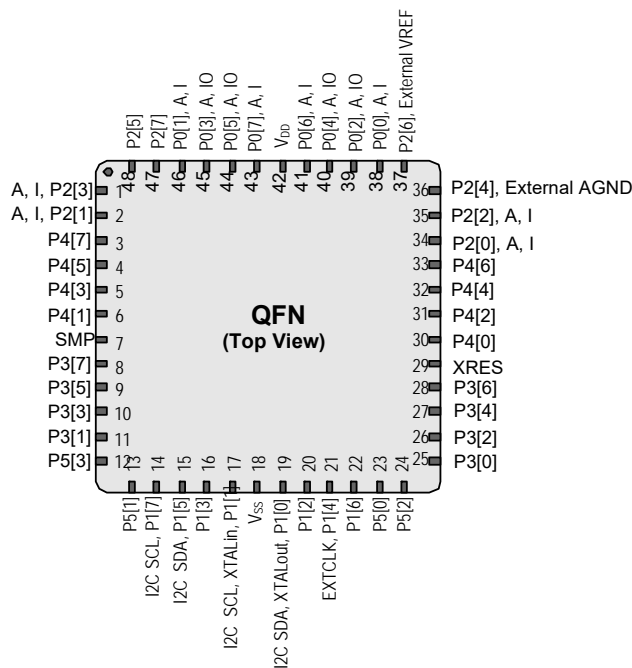 P2[5]
P2[7]
P0[1], A, I
P0[3], A, IO
P0[5], A, IO
P0[7], A, I
VDD
P0[6], A, I
P0[4], A, IO
P0[2], A, IO
P0[0], A, I
P2[6], External VREF
48
47
46
45
44
43
42
41
40
39
38
37
A, I, P2[3] 1
A, I, P2[1] 2
P4[7] 3
P4[5] 4
P4[3] 5
P4[1] 6
SMP 7
P3[7] 8
P3[5] 9
P3[3] 10
P3[1] 11
P5[3] 12
QFN
(Top View)
36 P2[4], External AGND
35 P2[2], A, I
34 P2[0], A, I
33 P4[6]
32 P4[4]
31 P4[2]
30 P4[0]
29 XRES
28 P3[6]
27 P3[4]
26 P3[2]
25 P3[0]
13
14
15
16
17
18
19
20
21
22
23
24
P5[1]
I2C SCL, P1[7]
I2C SDA, P1[5]
P1[3]
I2C SCL, XTALin, P1[1]
VSS
I2C SDA, XTALout, P1[0]
P1[2]
EXTCLK, P1[4]
P1[6]
P5[0]
P5[2]